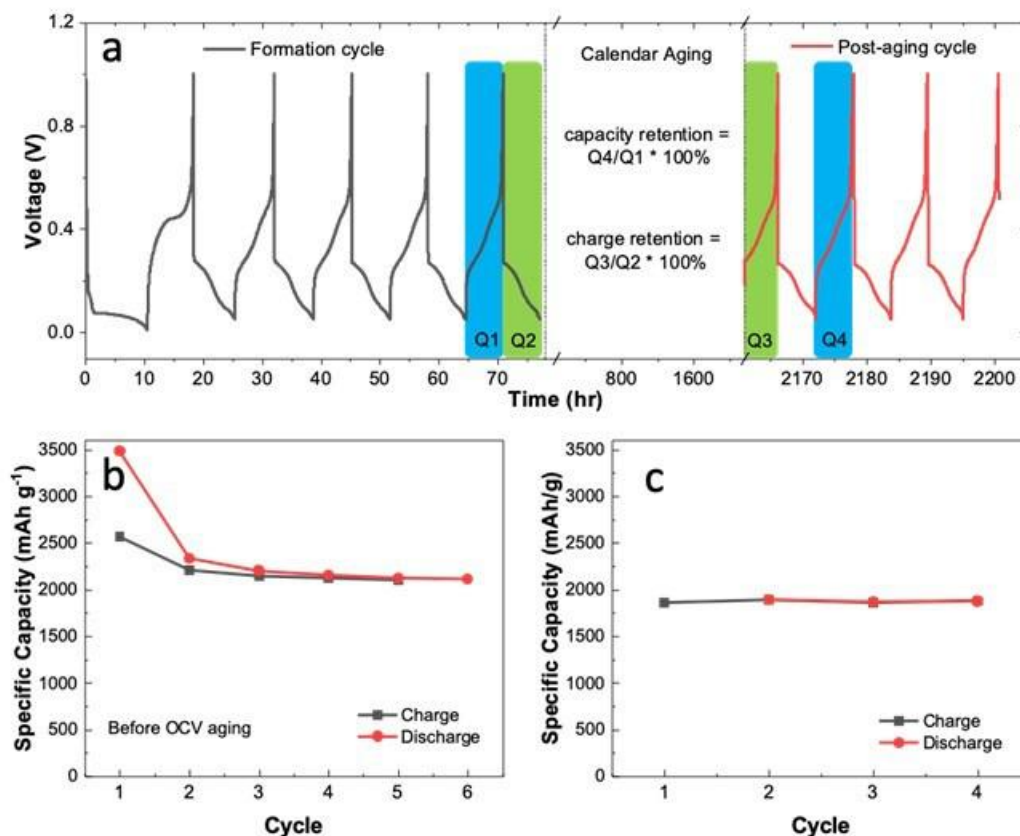 a
Formation cycle
Calendar Aging
Post-aging cycle
capacity retention =
Q4/Q1 * 100%
charge retention =
Q3/Q2 * 100%
Q1
Q2
Q3
Q4
Voltage (V)
1.2
0.8
0.4
0.0
0 10 20 30 40 50 60 70 800 1600 2170 2180 2190 2200
Time (hr)
b
Specific Capacity (mAh g⁻¹)
3500
3000
2500
2000
1500
1000
500
0
Before OCV aging
Charge
Discharge
1 2 3 4 5 6
Cycle
c
Specific Capacity (mAh/g)
3500
3000
2500
2000
1500
1000
500
0
Charge
Discharge
1 2 3 4
Cycle